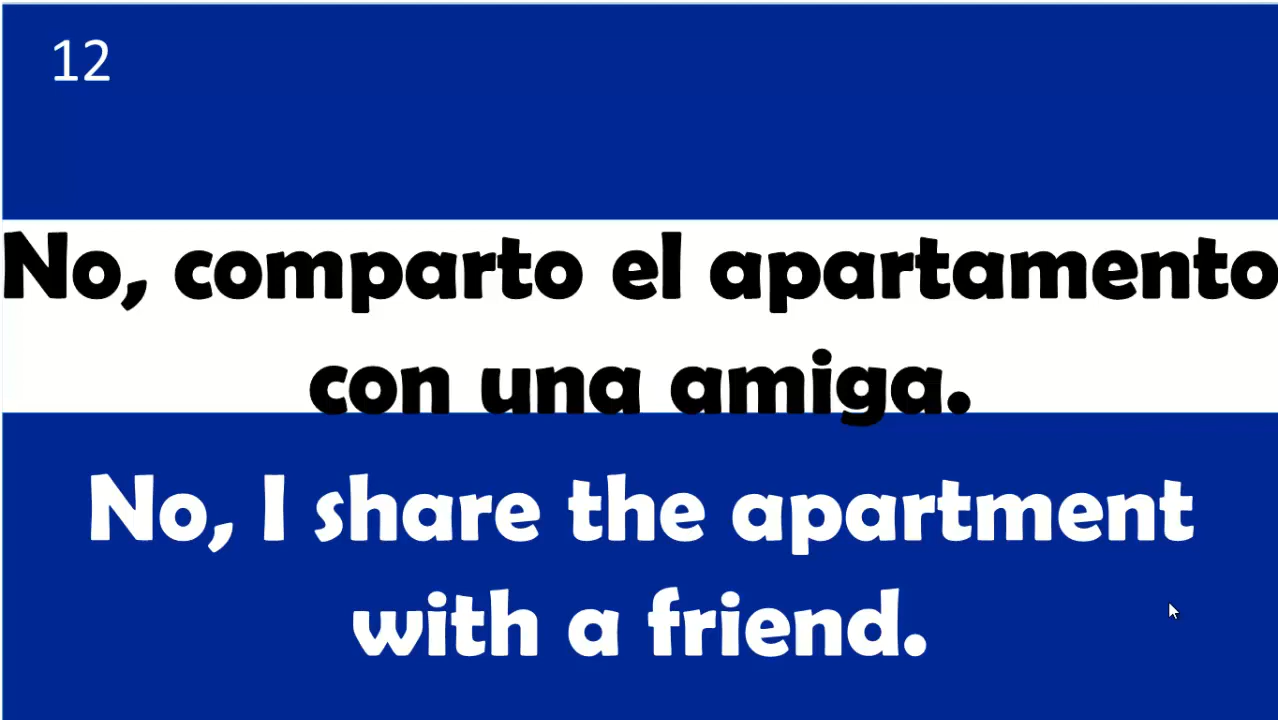 12
No, comparto el apartamento
con una amiga.
No, I share the apartment
with a friend.